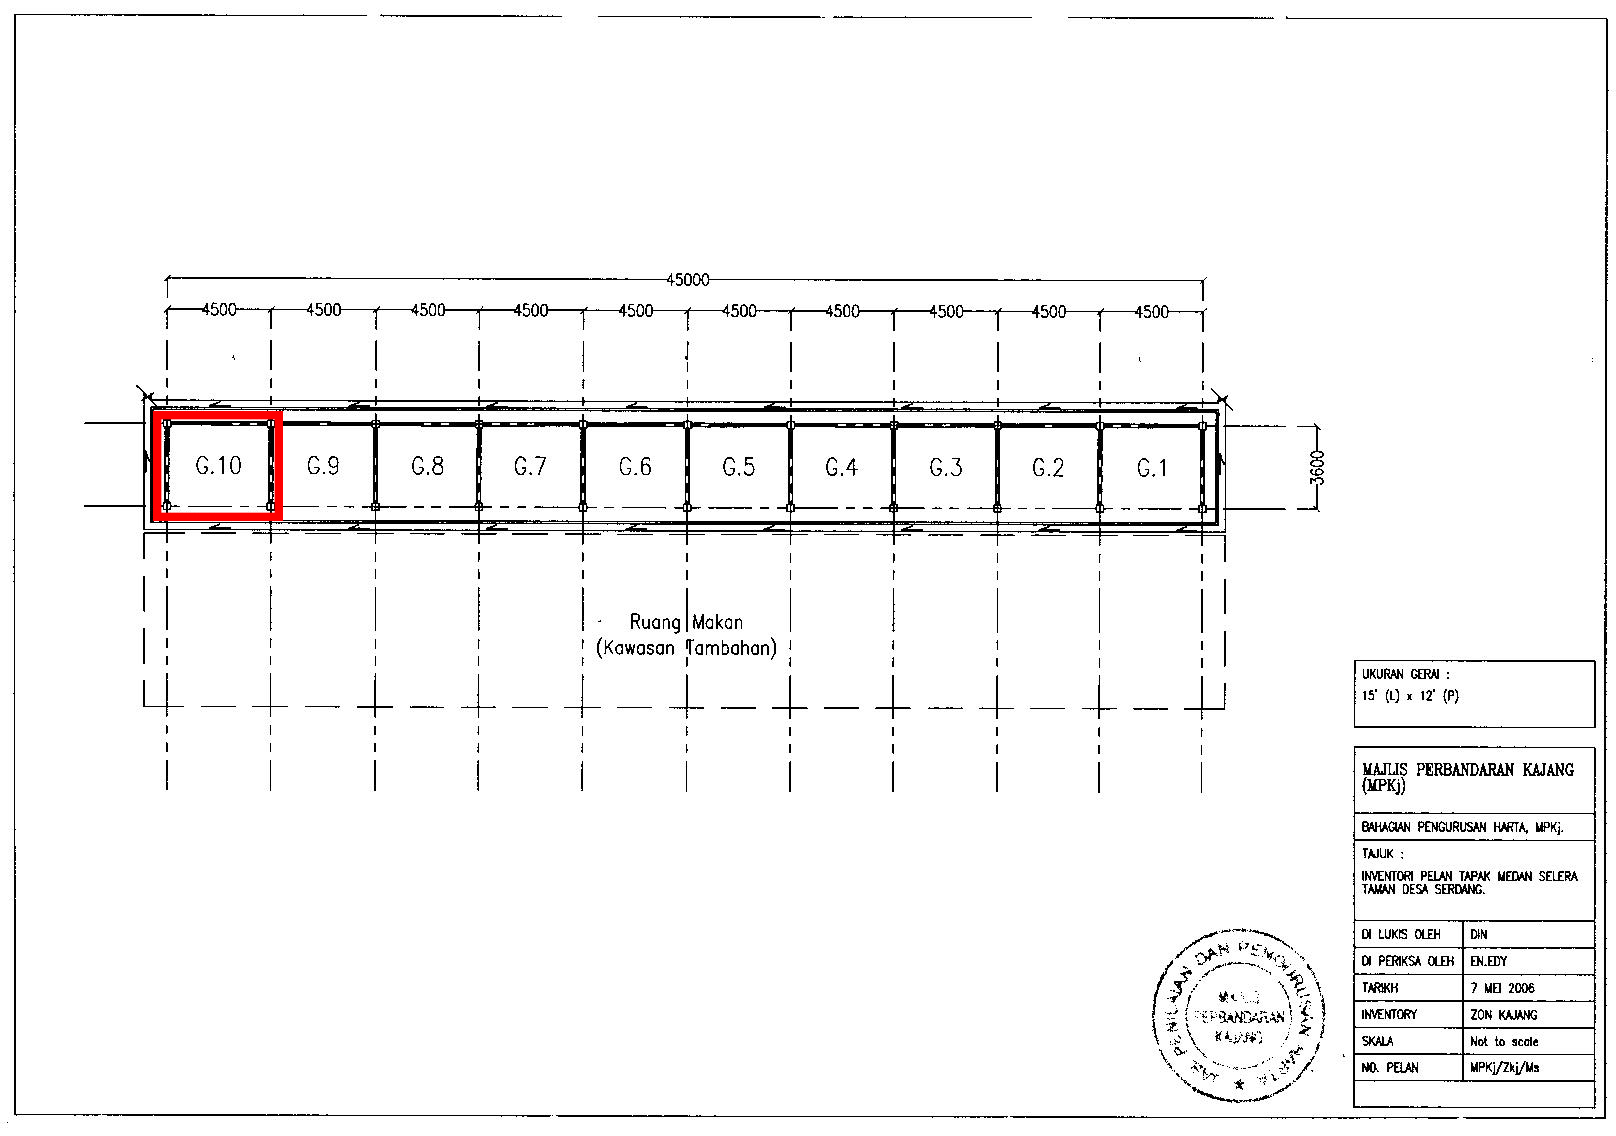 45000
4500 4500 4500 4500 4500 4500 4500 4500 4500 4500
G.10 G.9 G.8 G.7 G.6 G.5 G.4 G.3 G.2 G.1
3600
Ruang Makan
(Kawasan Tambahan)
UKURAN GERAI :
15' (L) x 12' (P)
MAJLIS PERBANDARAN KAJANG
(MPKj)
BAHAGIAN PENGURUSAN HARTA, MPKj.
TAJUK :
INVENTORI PELAN TAPAK MEDAN SELERA
TAMAN DESA SERDANG.
DI LUKIS OLEH DIN
DI PERIKSA OLEH EN.EDY
TARIKH 7 MEI 2006
INVENTORY ZON KAJANG
SKALA Not to scale
NO. PELAN MPKj/Zkj/Ms
JAB PENILAIAN DAN PENGURUSAN HARTA
MAJLIS
PERBANDARAN
KAJANG